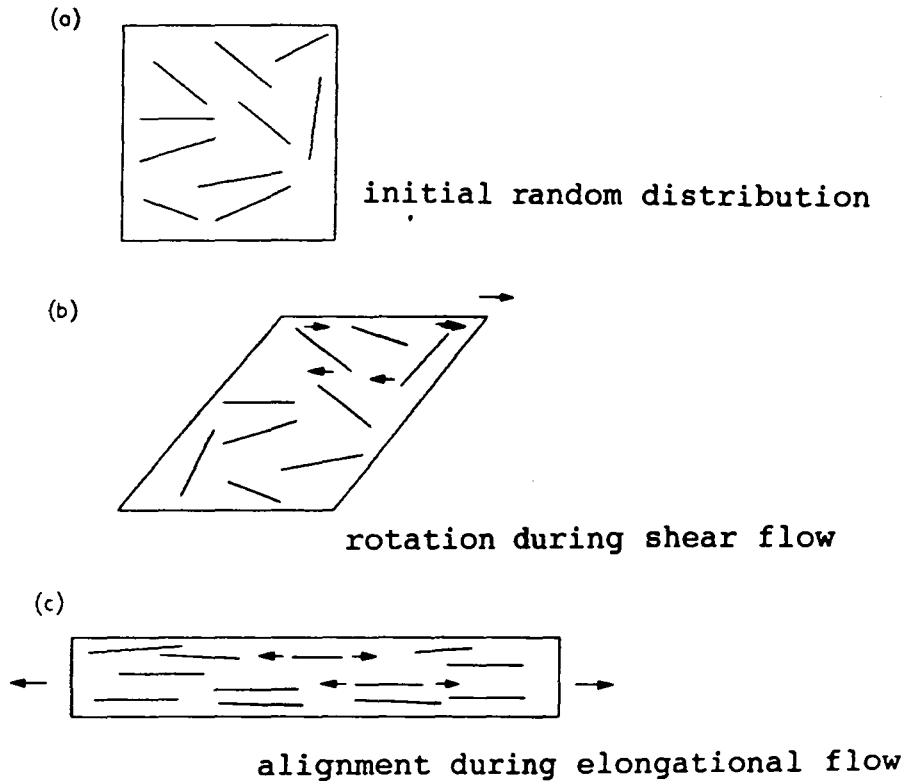 (a)
initial random distribution
(b)
rotation during shear flow
(c)
alignment during elongational flow